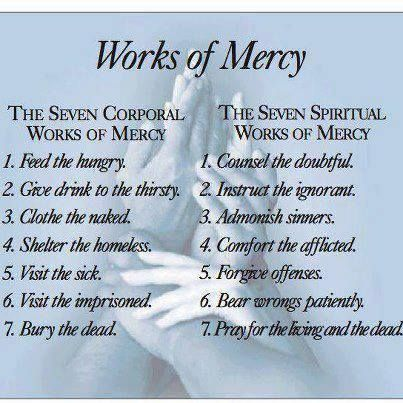 Works of Mercy
THE SEVEN CORPORAL
WORKS OF MERCY
1. Feed the hungry.
2. Give drink to the thirsty.
3. Clothe the naked.
4. Shelter the homeless.
5. Visit the sick.
6. Visit the imprisoned.
7. Bury the dead.
THE SEVEN SPIRITUAL
WORKS OF MERCY
1. Counsel the doubtful.
2. Instruct the ignorant.
3. Admonish sinners.
4. Comfort the afflicted.
5. Forgive offenses.
6. Bear wrongs patiently.
7. Pray for the living and the dead.